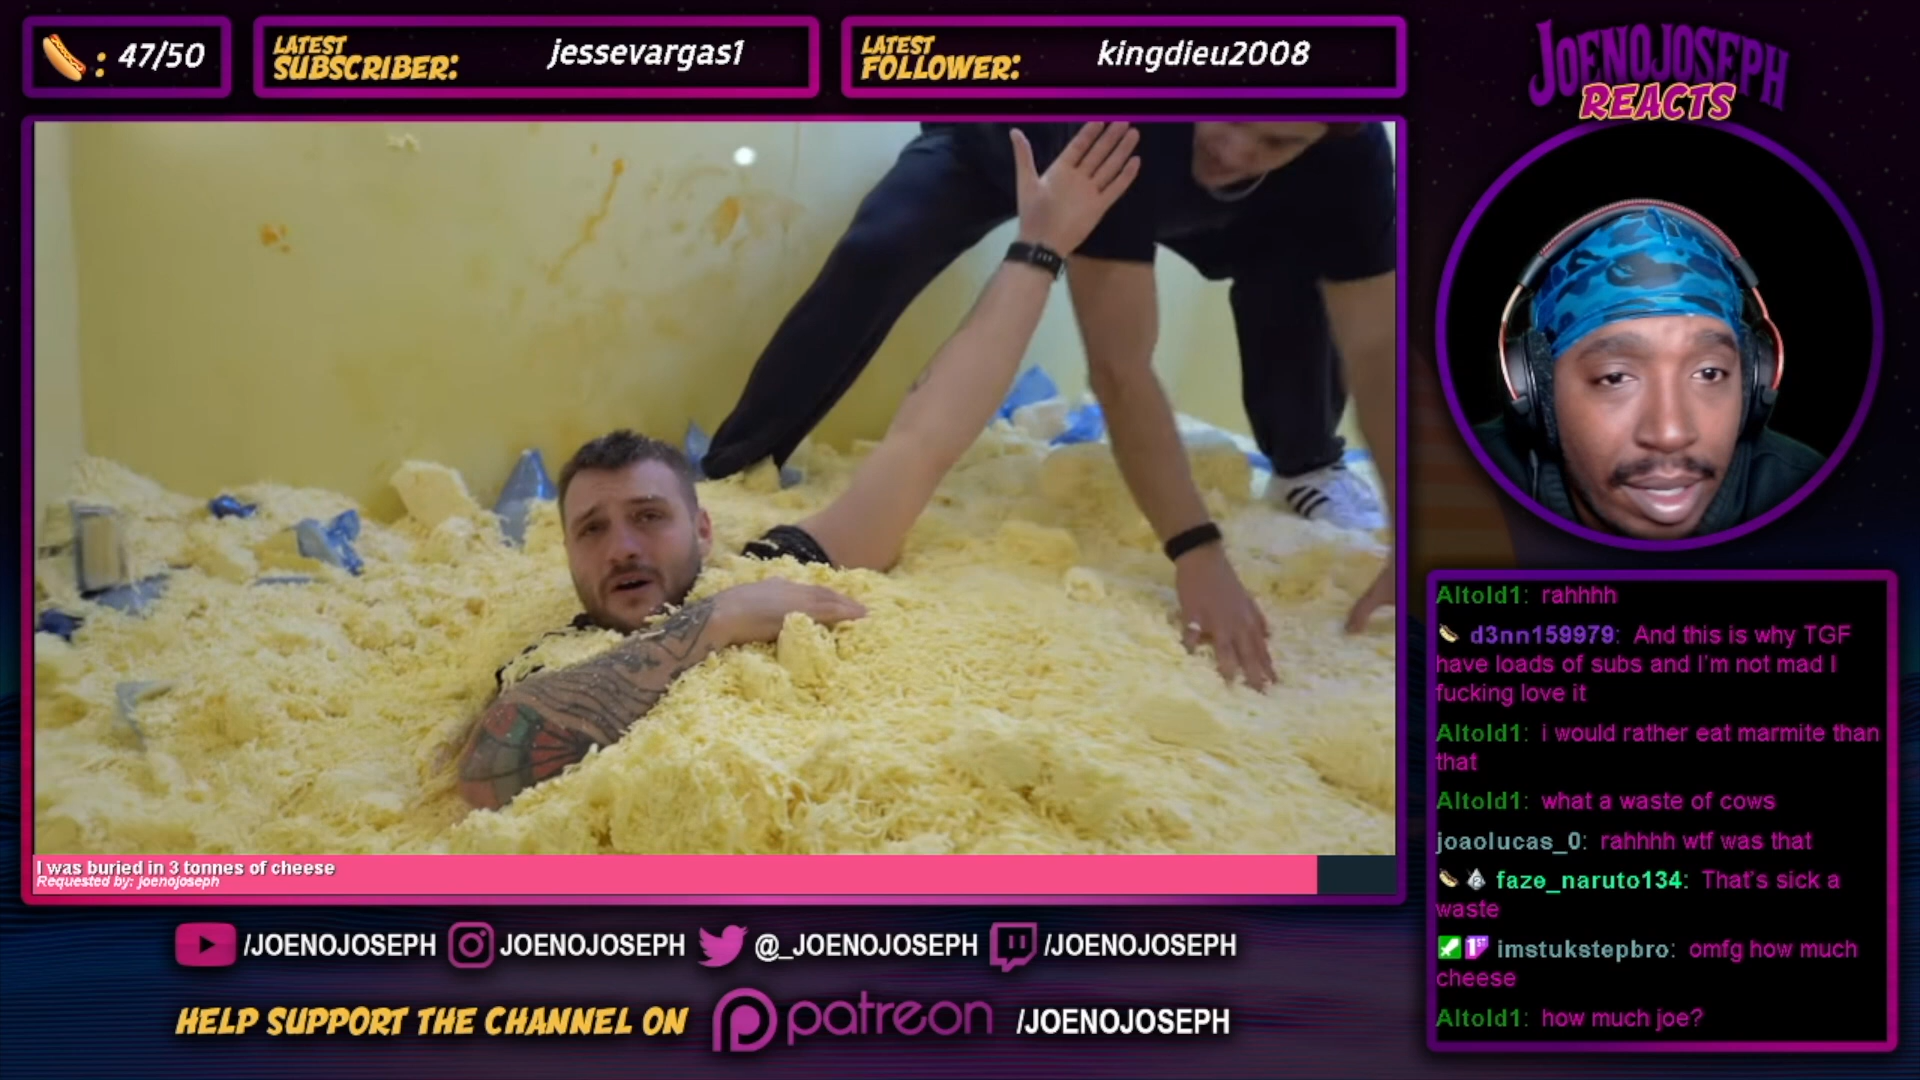 : 47/50
LATEST SUBSCRIBER: jessevargas1
LATEST FOLLOWER: kingdieu2008
JOENOJOSEPH
REACTS
I was buried in 3 tonnes of cheese
Requested by: joenojoseph
/JOENOJOSEPH JOENOJOSEPH @_JOENOJOSEPH /JOENOJOSEPH
HELP SUPPORT THE CHANNEL ON patreon /JOENOJOSEPH
Altold1: rahhhh
d3nn159979: And this is why TGF
have loads of subs and I'm not mad I
fucking love it
Altold1: i would rather eat marmite than
that
Altold1: what a waste of cows
joaolucas_0: rahhhh wtf was that
2 faze_naruto134: That's sick a
waste
1ST imstukstepbro: omfg how much
cheese
Altold1: how much joe?